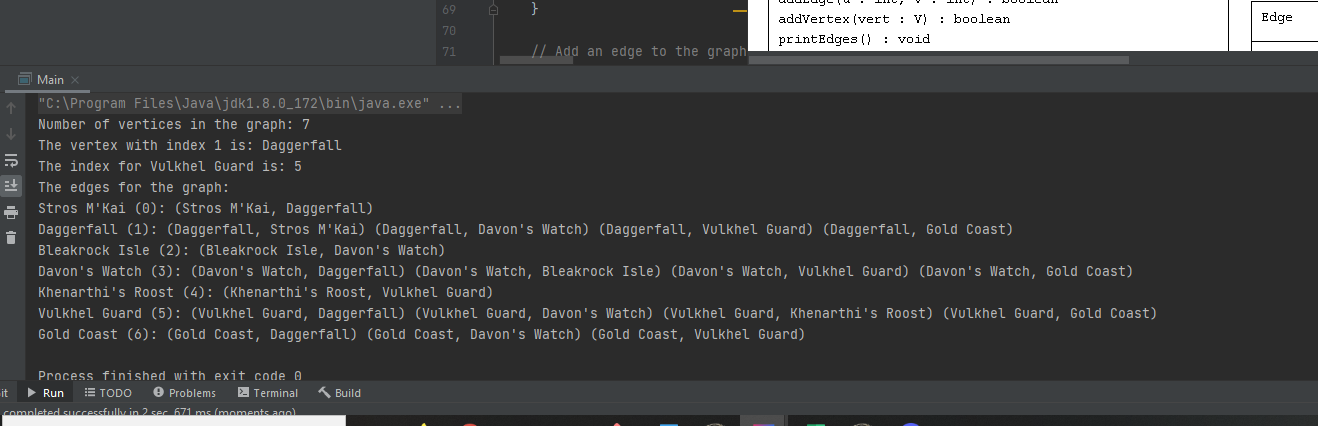 69 }
addVertex(vert : V) : boolean
Edge
70
printEdges() : void
71 // Add an edge to the graph
Main
"C:\Program Files\Java\jdk1.8.0_172\bin\java.exe" ...
Number of vertices in the graph: 7
The vertex with index 1 is: Daggerfall
The index for Vulkhel Guard is: 5
The edges for the graph:
Stros M'Kai (0): (Stros M'Kai, Daggerfall)
Daggerfall (1): (Daggerfall, Stros M'Kai) (Daggerfall, Davon's Watch) (Daggerfall, Vulkhel Guard) (Daggerfall, Gold Coast)
Bleakrock Isle (2): (Bleakrock Isle, Davon's Watch)
Davon's Watch (3): (Davon's Watch, Daggerfall) (Davon's Watch, Bleakrock Isle) (Davon's Watch, Vulkhel Guard) (Davon's Watch, Gold Coast)
Khenarthi's Roost (4): (Khenarthi's Roost, Vulkhel Guard)
Vulkhel Guard (5): (Vulkhel Guard, Daggerfall) (Vulkhel Guard, Davon's Watch) (Vulkhel Guard, Khenarthi's Roost) (Vulkhel Guard, Gold Coast)
Gold Coast (6): (Gold Coast, Daggerfall) (Gold Coast, Davon's Watch) (Gold Coast, Vulkhel Guard)
Process finished with exit code 0
it Run TODO Problems Terminal Build
completed successfully in 2 sec, 671 ms (moments ago)